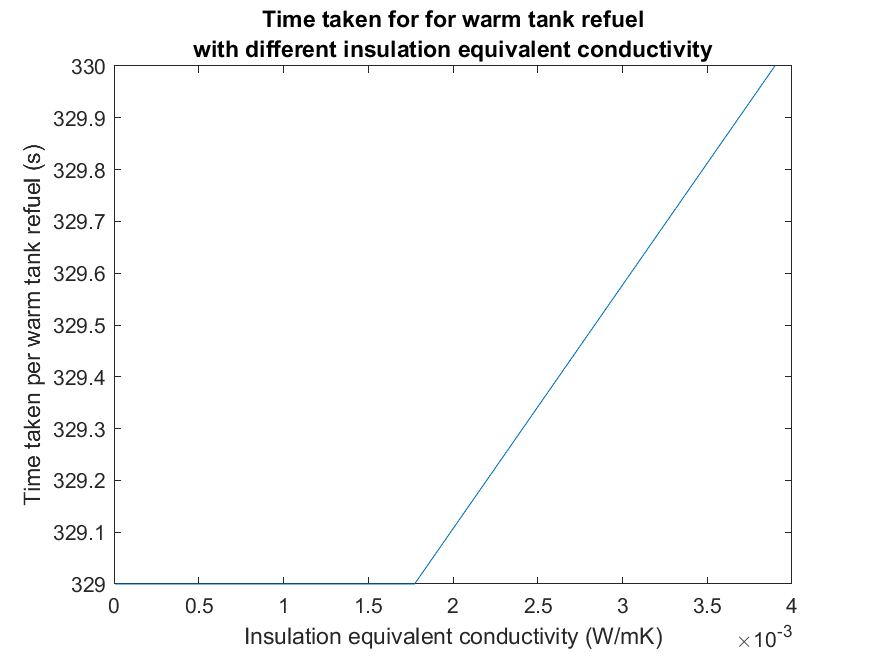 Time taken for for warm tank refuel
with different insulation equivalent conductivity
Time taken per warm tank refuel (s)
330
329.9
329.8
329.7
329.6
329.5
329.4
329.3
329.2
329.1
329
0 0.5 1 1.5 2 2.5 3 3.5 4
Insulation equivalent conductivity (W/mK)
×10⁻³